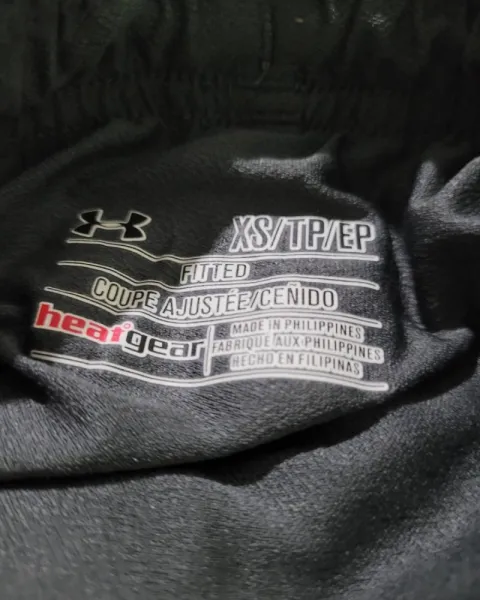 XS/TP/EP
FITTED
COUPE AJUSTÉE/CEÑIDO
heatgear
MADE IN PHILIPPINES
FABRIQUE AUX PHILIPPINES
HECHO EN FILIPINAS